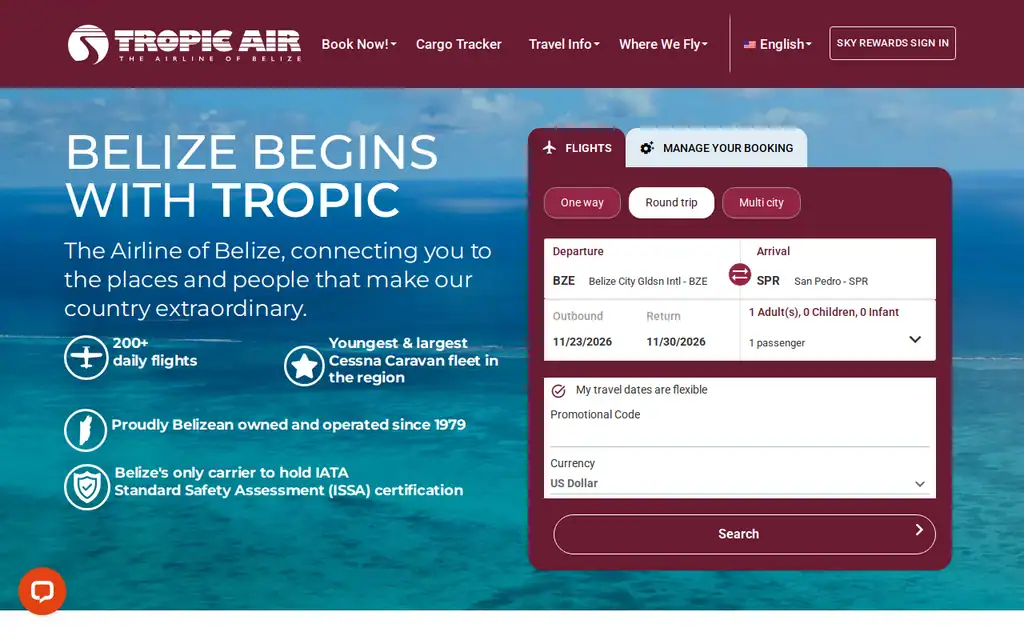 TROPIC AIR
THE AIRLINE OF BELIZE
Book Now!
Cargo Tracker
Travel Info
Where We Fly
English
SKY REWARDS SIGN IN
BELIZE BEGINS
WITH TROPIC
The Airline of Belize, connecting you to
the places and people that make our
country extraordinary.
200+
daily flights
Youngest & largest
Cessna Caravan fleet in
the region
Proudly Belizean owned and operated since 1979
Belize's only carrier to hold IATA
Standard Safety Assessment (ISSA) certification
FLIGHTS
MANAGE YOUR BOOKING
One way
Round trip
Multi city
Departure
Arrival
BZE Belize City Gldsn Intl - BZE
SPR San Pedro - SPR
Outbound
Return
1 Adult(s), 0 Children, 0 Infant
11/23/2026
11/30/2026
1 passenger
My travel dates are flexible
Promotional Code
Currency
US Dollar
Search